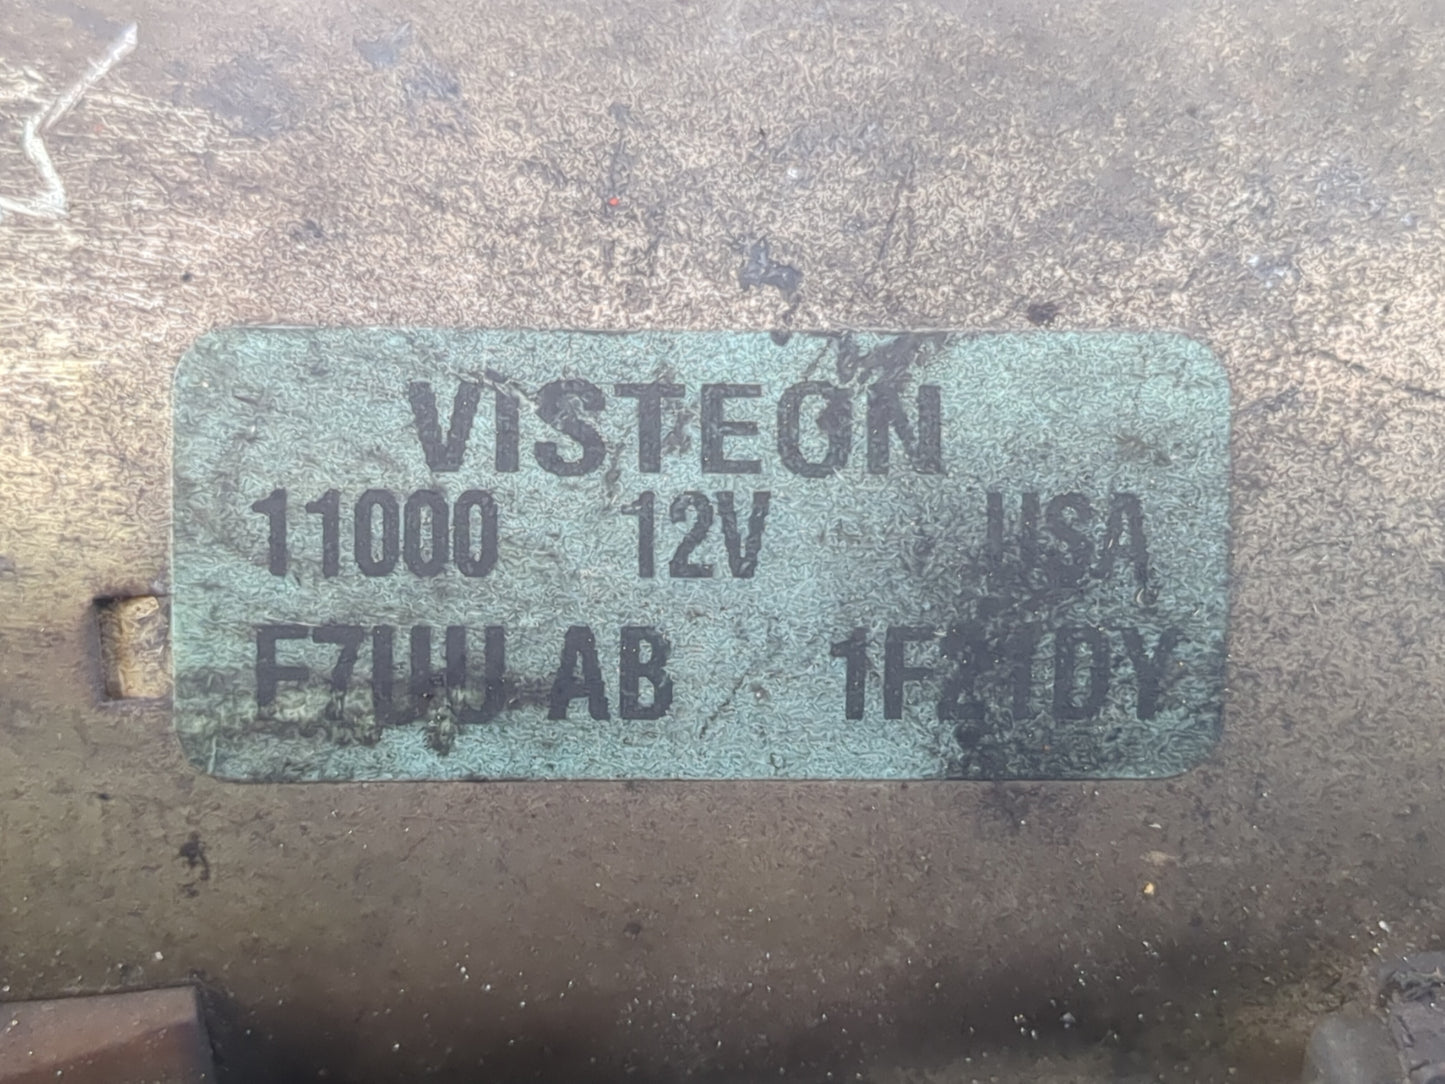 VISTEON
11000 12V USA
F7UU AB 1F21DY